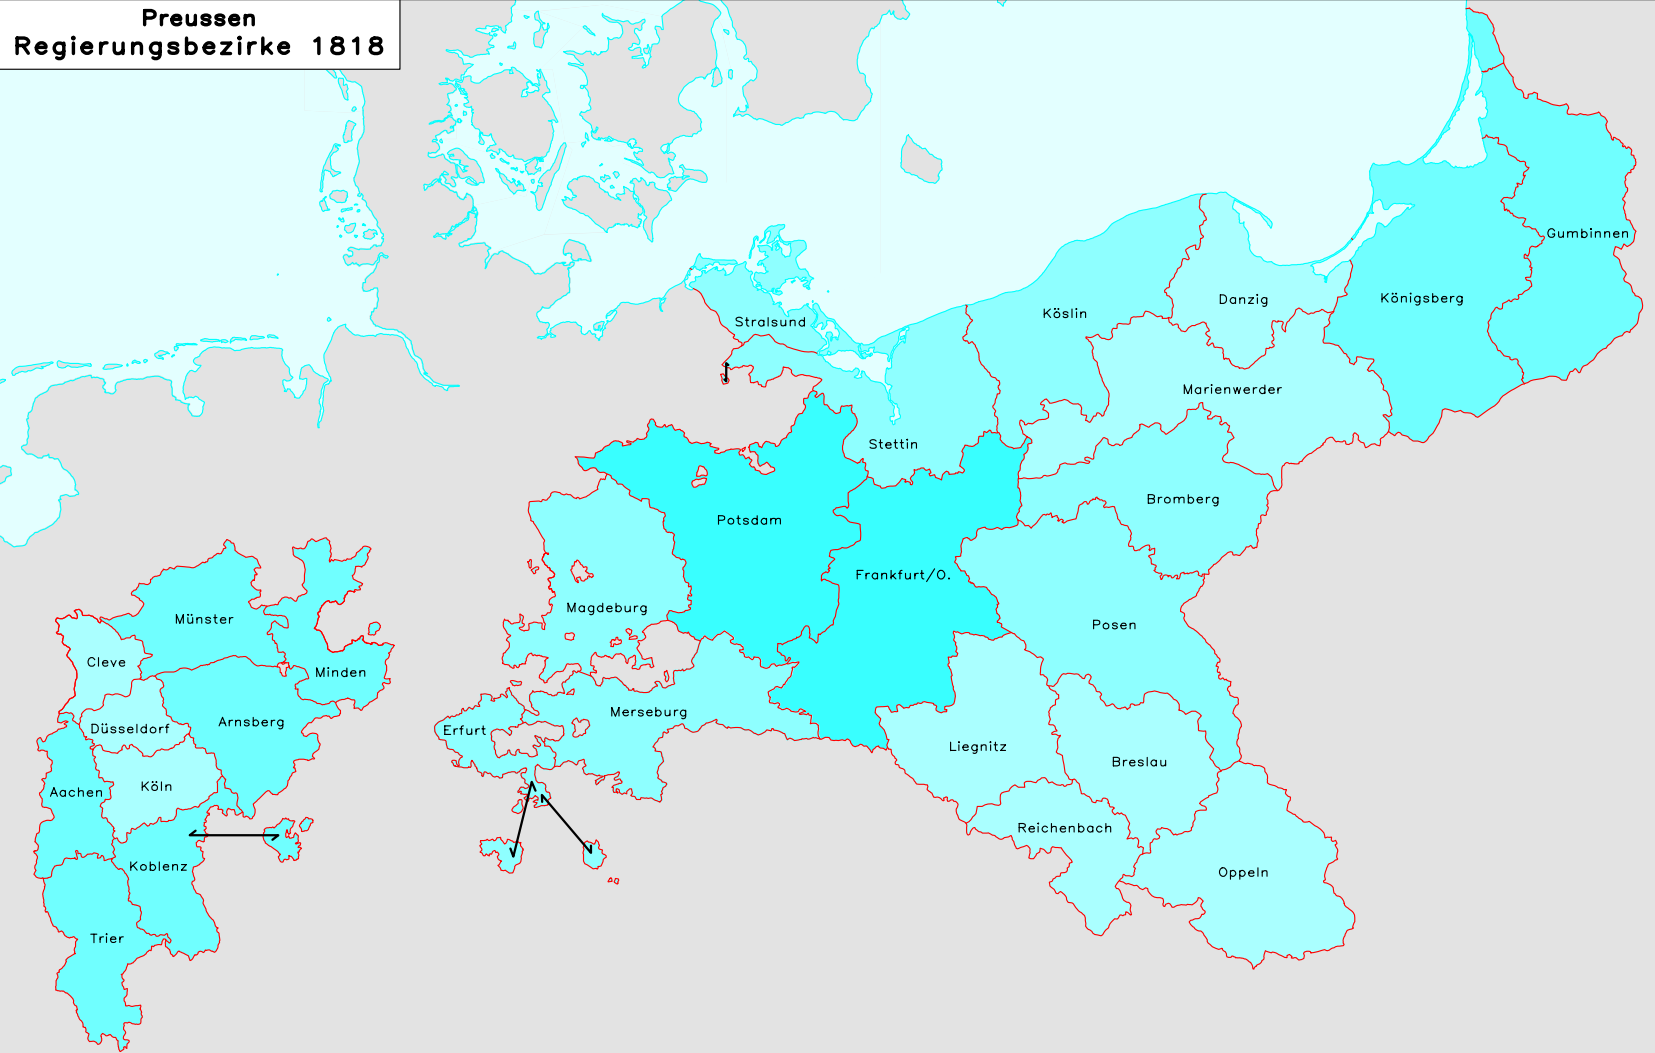 Preussen
Regierungsbezirke 1818
Gumbinnen
Königsberg
Danzig
Köslin
Stralsund
Marienwerder
Stettin
Bromberg
Potsdam
Frankfurt/O.
Magdeburg
Posen
Münster
Cleve
Minden
Merseburg
Arnsberg
Düsseldorf
Erfurt
Liegnitz
Breslau
Köln
Aachen
Reichenbach
Koblenz
Oppeln
Trier